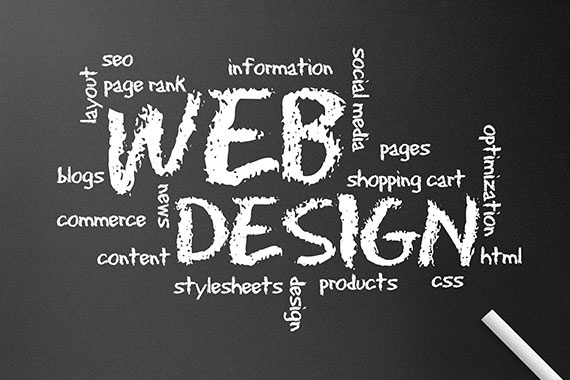 seo
information
social media
layout
page rank
WEB
pages
optimization
blogs
shopping cart
news
commerce
DESIGN
content
html
stylesheets
design
products
css